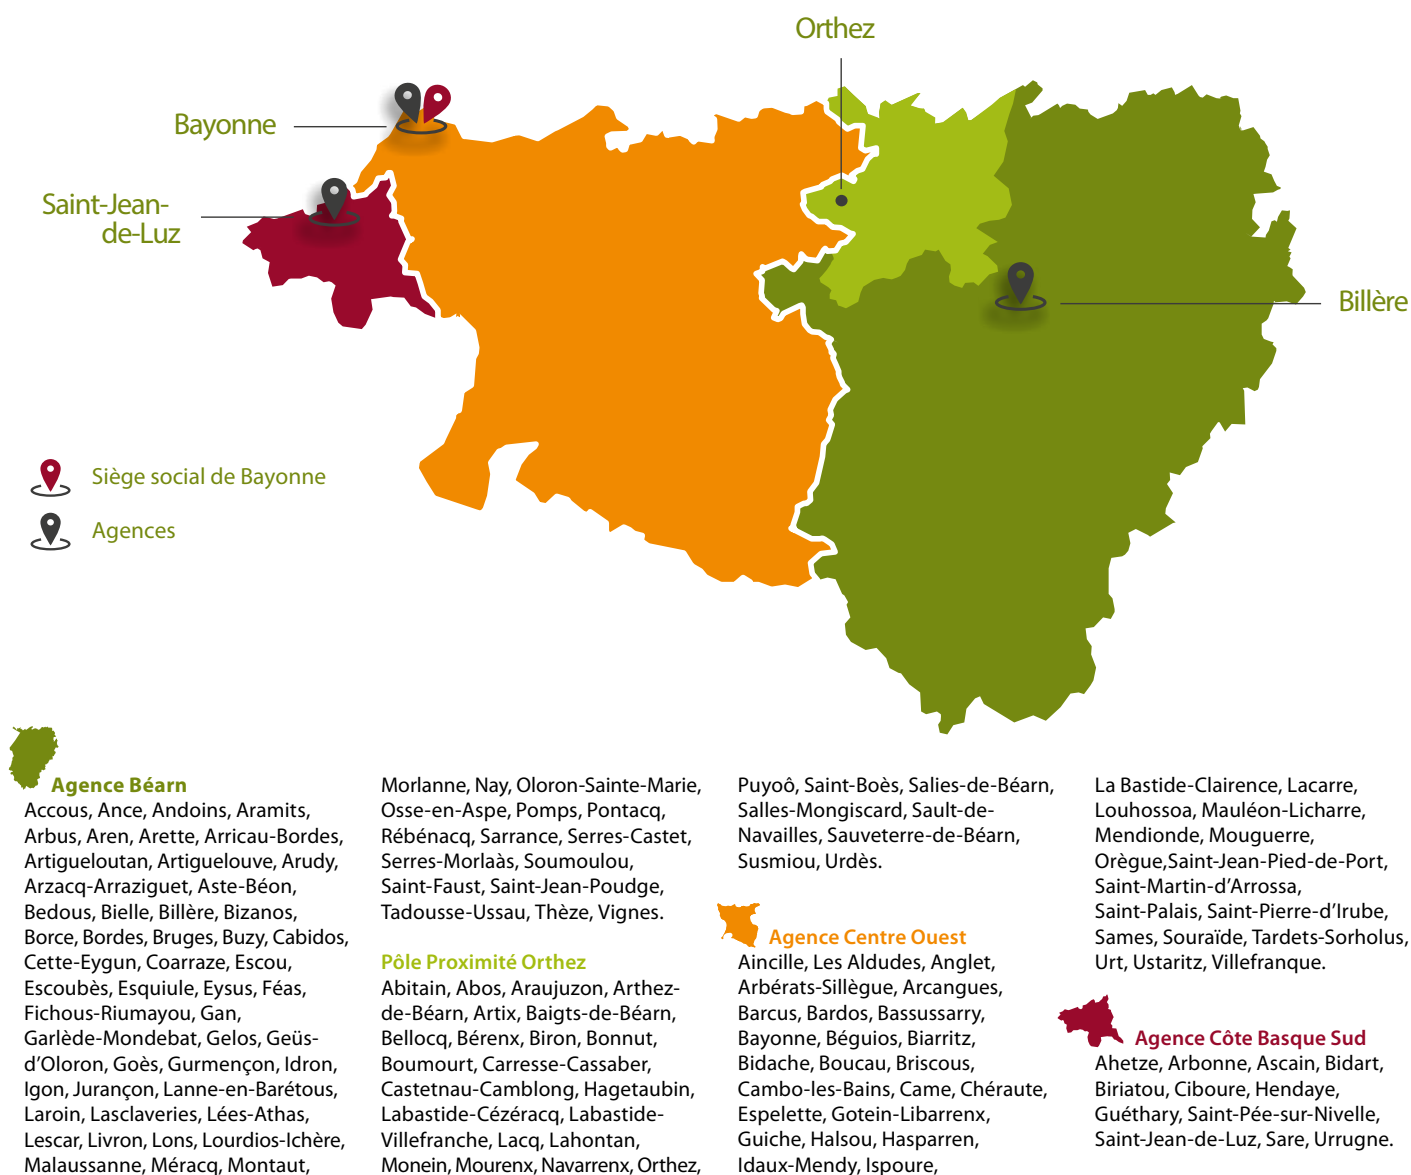 Orthez
Bayonne
Saint-Jean-
de-Luz
Billère
Siège social de Bayonne
Agences
Agence Béarn
Accous, Ance, Andoins, Aramits,
Arbus, Aren, Arette, Arricau-Bordes,
Artigueloutan, Artiguelouve, Arudy,
Arzacq-Arraziguet, Aste-Béon,
Bedous, Bielle, Billère, Bizanos,
Borce, Bordes, Bruges, Buzy, Cabidos,
Cette-Eygun, Coarraze, Escou,
Escoubès, Esquiule, Eysus, Féas,
Fichous-Riumayou, Gan,
Garlède-Mondebat, Gelos, Geüs-
d'Oloron, Goès, Gurmençon, Idron,
Igon, Jurançon, Lanne-en-Barétous,
Laroin, Lasclaveries, Lées-Athas,
Lescar, Livron, Lons, Lourdios-Ichère,
Malaussanne, Méracq, Montaut,
Morlanne, Nay, Oloron-Sainte-Marie,
Osse-en-Aspe, Pomps, Pontacq,
Rébénacq, Sarrance, Serres-Castet,
Serres-Morlaàs, Soumoulou,
Saint-Faust, Saint-Jean-Poudge,
Tadousse-Ussau, Thèze, Vignes.
Pôle Proximité Orthez
Abitain, Abos, Araujuzon, Arthez-
de-Béarn, Artix, Baigts-de-Béarn,
Bellocq, Bérenx, Biron, Bonnut,
Boumourt, Carresse-Cassaber,
Castetnau-Camblong, Hagetaubin,
Labastide-Cézéracq, Labastide-
Villefranche, Lacq, Lahontan,
Monein, Mourenx, Navarrenx, Orthez,
Puyoô, Saint-Boès, Salies-de-Béarn,
Salles-Mongiscard, Sault-de-
Navailles, Sauveterre-de-Béarn,
Susmiou, Urdès.
Agence Centre Ouest
Aincille, Les Aldudes, Anglet,
Arbérats-Sillègue, Arcangues,
Barcus, Bardos, Bassussarry,
Bayonne, Béguios, Biarritz,
Bidache, Boucau, Briscous,
Cambo-les-Bains, Came, Chéraute,
Espelette, Gotein-Libarrenx,
Guiche, Halsou, Hasparren,
Idaux-Mendy, Ispoure,
La Bastide-Clairence, Lacarre,
Louhossoa, Mauléon-Licharre,
Mendionde, Mouguerre,
Orègue,Saint-Jean-Pied-de-Port,
Saint-Martin-d'Arrossa,
Saint-Palais, Saint-Pierre-d'Irube,
Sames, Souraïde, Tardets-Sorholus,
Urt, Ustaritz, Villefranque.
Agence Côte Basque Sud
Ahetze, Arbonne, Ascain, Bidart,
Biriatou, Ciboure, Hendaye,
Guéthary, Saint-Pée-sur-Nivelle,
Saint-Jean-de-Luz, Sare, Urrugne.